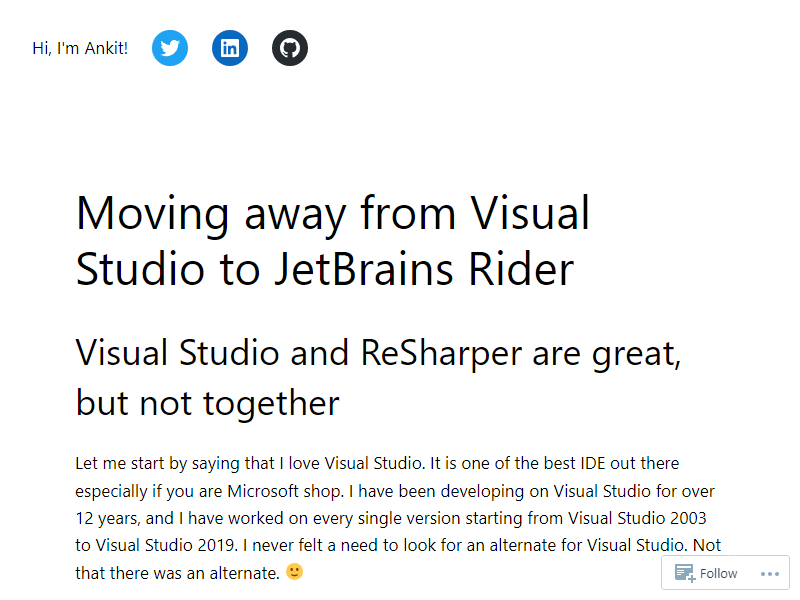 Hi, I'm Ankit!
Moving away from Visual
Studio to JetBrains Rider
Visual Studio and ReSharper are great,
but not together
Let me start by saying that I love Visual Studio. It is one of the best IDE out there
especially if you are Microsoft shop. I have been developing on Visual Studio for over
12 years, and I have worked on every single version starting from Visual Studio 2003
to Visual Studio 2019. I never felt a need to look for an alternate for Visual Studio. Not
that there was an alternate. 🙂
Follow